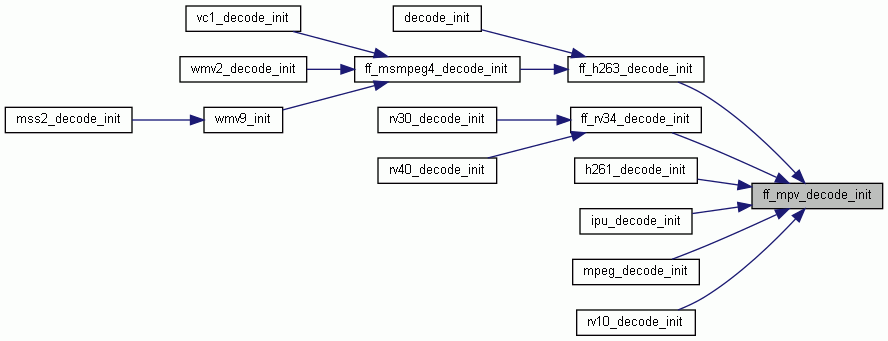 vc1_decode_init
decode_init
wmv2_decode_init
ff_msmpeg4_decode_init
ff_h263_decode_init
mss2_decode_init
wmv9_init
rv30_decode_init
ff_rv34_decode_init
rv40_decode_init
h261_decode_init
ff_mpv_decode_init
ipu_decode_init
mpeg_decode_init
rv10_decode_init